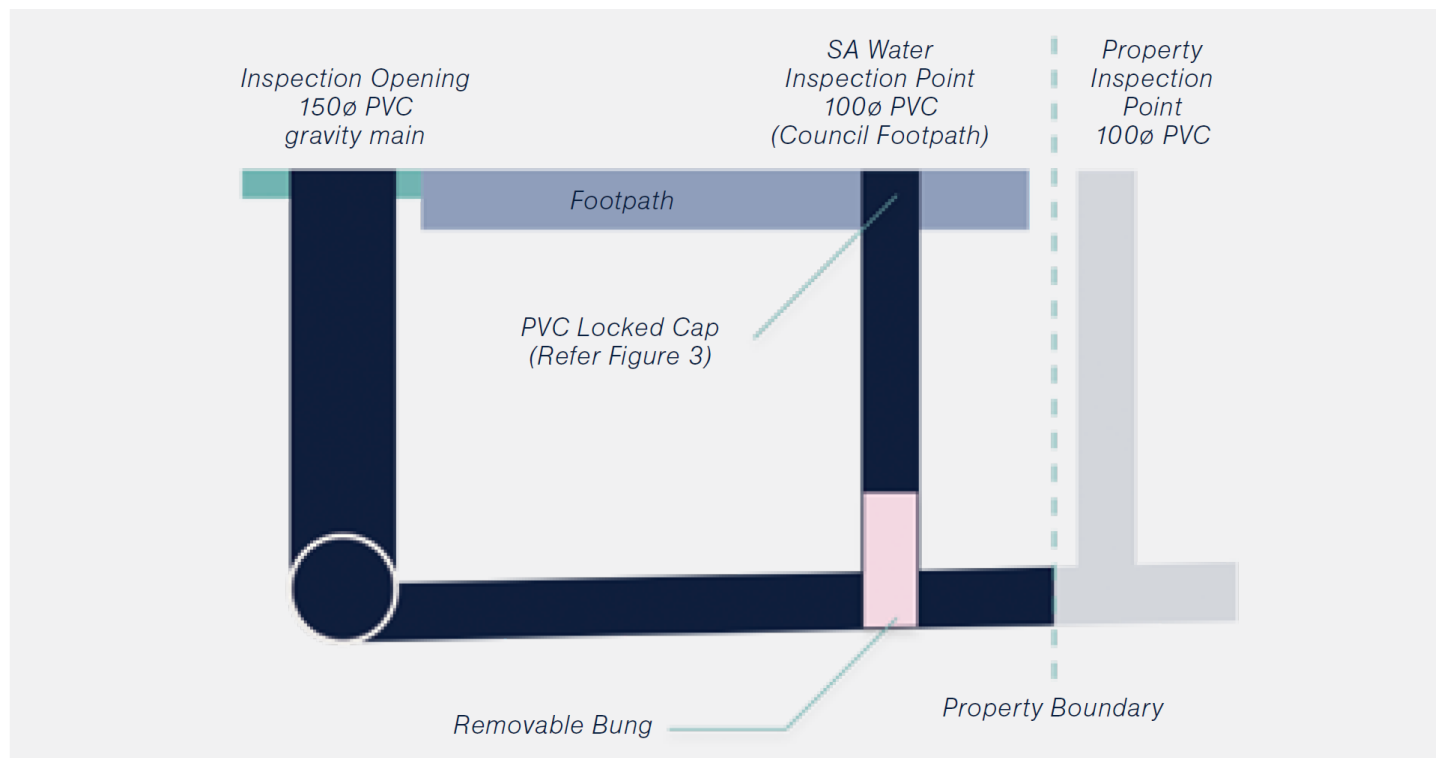 Inspection Opening
150ø PVC
gravity main
SA Water
Inspection Point
100ø PVC
(Council Footpath)
Property
Inspection
Point
100ø PVC
Footpath
PVC Locked Cap
(Refer Figure 3)
Removable Bung
Property Boundary